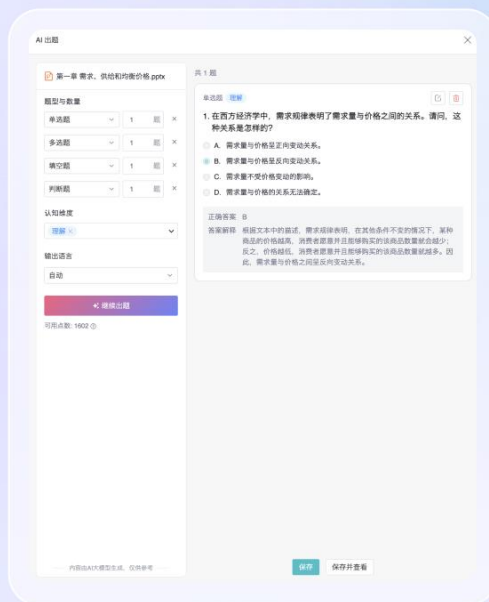 AI 出题
第一章 需求、供给和均衡价格.pptx
题型与数量
单选题 1 题
多选题 1 题
填空题 1 题
判断题 1 题
认知维度
理解
输出语言
自动
继续出题
可用点数: 1602
内容由AI大模型生成，仅供参考
共 1 题
单选题 理解
1. 在西方经济学中，需求规律表明了需求量与价格之间的关系。请问，这
种关系是怎样的?
A. 需求量与价格呈正向变动关系。
B. 需求量与价格呈反向变动关系。
C. 需求量不受价格变动的影响。
D. 需求量与价格的关系无法确定。
正确答案 B
答案解释 根据文本中的描述，需求规律表明，在其他条件不变的情况下，某种
商品的价格越高，消费者愿意并且能够购买的该商品数量就会越少；
反之，价格越低，消费者愿意并且能够购买的该商品数量就越多。因
此，需求量与价格之间呈反向变动关系。
保存 保存并查看